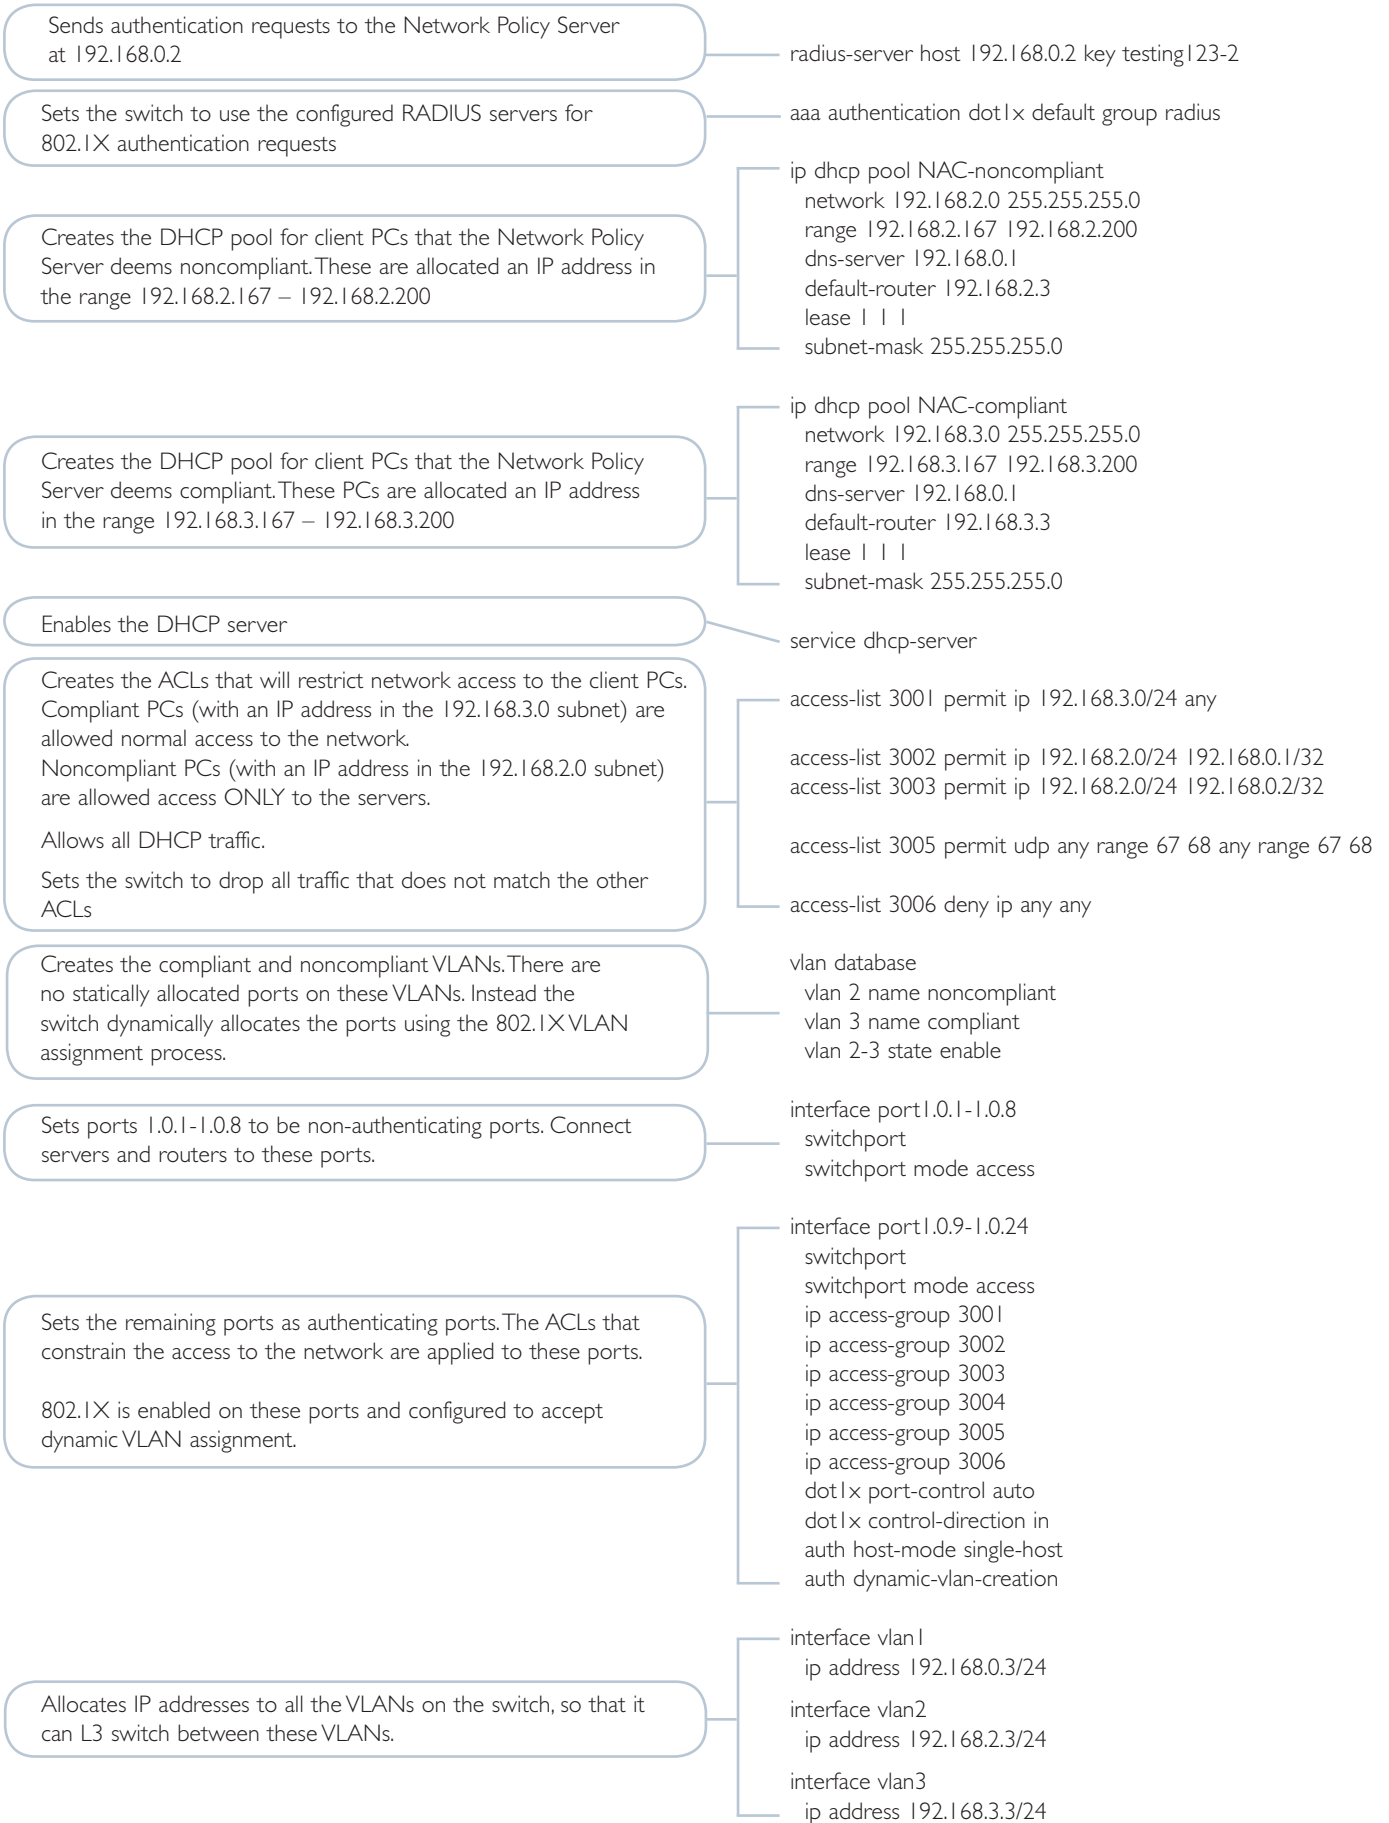 Sends authentication requests to the Network Policy Server
at 192.168.0.2
radius-server host 192.168.0.2 key testing123-2
Sets the switch to use the configured RADIUS servers for
802.1X authentication requests
aaa authentication dot1x default group radius
Creates the DHCP pool for client PCs that the Network Policy
Server deems noncompliant. These are allocated an IP address in
the range 192.168.2.167 – 192.168.2.200
ip dhcp pool NAC-noncompliant
network 192.168.2.0 255.255.255.0
range 192.168.2.167 192.168.2.200
dns-server 192.168.0.1
default-router 192.168.2.3
lease 1 1 1
subnet-mask 255.255.255.0
Creates the DHCP pool for client PCs that the Network Policy
Server deems compliant. These PCs are allocated an IP address
in the range 192.168.3.167 – 192.168.3.200
ip dhcp pool NAC-compliant
network 192.168.3.0 255.255.255.0
range 192.168.3.167 192.168.3.200
dns-server 192.168.0.1
default-router 192.168.3.3
lease 1 1 1
subnet-mask 255.255.255.0
Enables the DHCP server
service dhcp-server
Creates the ACLs that will restrict network access to the client PCs.
Compliant PCs (with an IP address in the 192.168.3.0 subnet) are
allowed normal access to the network.
Noncompliant PCs (with an IP address in the 192.168.2.0 subnet)
are allowed access ONLY to the servers.
Allows all DHCP traffic.
Sets the switch to drop all traffic that does not match the other
ACLs
access-list 3001 permit ip 192.168.3.0/24 any
access-list 3002 permit ip 192.168.2.0/24 192.168.0.1/32
access-list 3003 permit ip 192.168.2.0/24 192.168.0.2/32
access-list 3005 permit udp any range 67 68 any range 67 68
access-list 3006 deny ip any any
Creates the compliant and noncompliant VLANs. There are
no statically allocated ports on these VLANs. Instead the
switch dynamically allocates the ports using the 802.1X VLAN
assignment process.
vlan database
vlan 2 name noncompliant
vlan 3 name compliant
vlan 2-3 state enable
Sets ports 1.0.1-1.0.8 to be non-authenticating ports. Connect
servers and routers to these ports.
interface port1.0.1-1.0.8
switchport
switchport mode access
Sets the remaining ports as authenticating ports. The ACLs that
constrain the access to the network are applied to these ports.
802.1X is enabled on these ports and configured to accept
dynamic VLAN assignment.
interface port1.0.9-1.0.24
switchport
switchport mode access
ip access-group 3001
ip access-group 3002
ip access-group 3003
ip access-group 3004
ip access-group 3005
ip access-group 3006
dot1x port-control auto
dot1x control-direction in
auth host-mode single-host
auth dynamic-vlan-creation
Allocates IP addresses to all the VLANs on the switch, so that it
can L3 switch between these VLANs.
interface vlan1
ip address 192.168.0.3/24
interface vlan2
ip address 192.168.2.3/24
interface vlan3
ip address 192.168.3.3/24